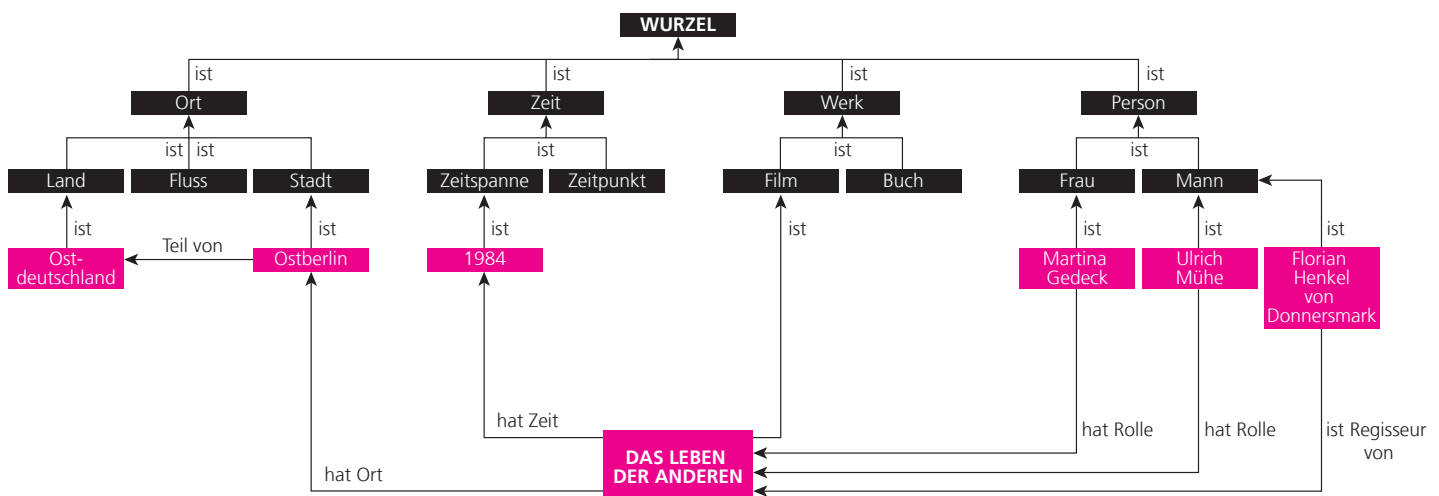 WURZEL
ist ist ist ist
Ort Zeit Werk Person
ist ist ist ist ist
Land Fluss Stadt Zeitspanne Zeitpunkt Film Buch Frau Mann
ist ist ist ist ist ist ist
Teil von
Ost-
deutschland
Ostberlin
1984
Martina
Gedeck
Ulrich
Mühe
Florian
Henkel
von
Donnersmark
hat Zeit
hat Rolle hat Rolle ist Regisseur
von
DAS LEBEN
DER ANDEREN
hat Ort